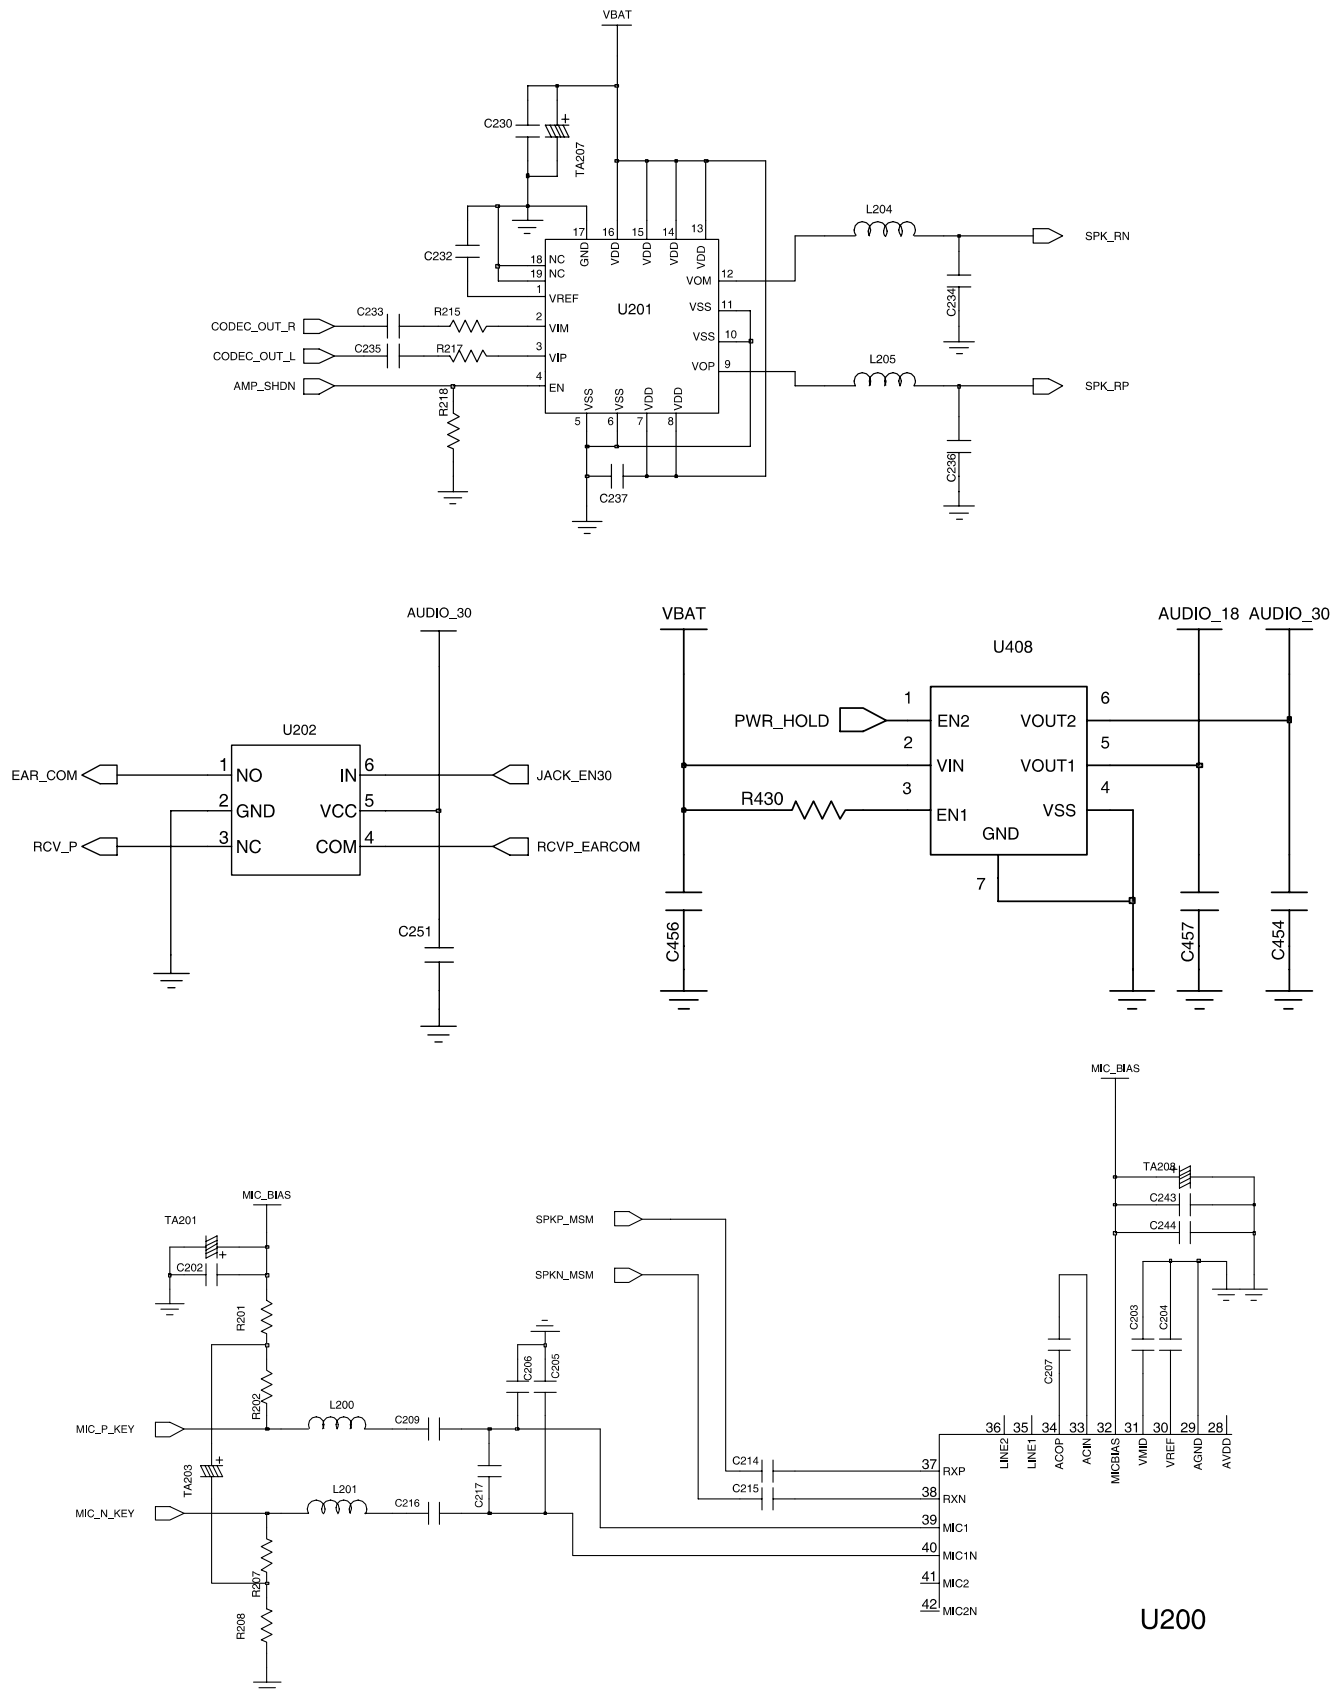 VBAT
C230
TA207
+
L204
SPK_RN
C232
17
16
15
14
13
GND
VDD
VDD
VDD
VDD
18
NC
19
NC
1
VREF
12
VOM
11
VSS
10
VSS
9
VOP
U201
C234
C233
R215
CODEC_OUT_R
2
VIM
C235
R217
CODEC_OUT_L
3
VIP
AMP_SHDN
4
EN
R218
VSS
VSS
VDD
VDD
5
6
7
8
C237
L205
SPK_RP
C236
AUDIO_30
U202
EAR_COM
1
NO
IN
6
JACK_EN30
2
GND
VCC
5
RCV_P
3
NC
COM
4
RCVP_EARCOM
C251
VBAT
AUDIO_18
AUDIO_30
U408
PWR_HOLD
1
EN2
VOUT2
6
2
VIN
VOUT1
5
R430
3
EN1
VSS
4
GND
7
C456
C457
C454
MIC_BIAS
TA208
+
C243
C244
MIC_BIAS
TA201
+
C202
R201
R202
MIC_P_KEY
L200
C209
C206
C205
TA203
+
C217
MIC_N_KEY
L201
C216
R207
R208
SPKP_MSM
SPKN_MSM
C207
C203
C204
36
35
34
33
32
31
30
29
28
LINE2
LINE1
ACOP
ACIN
MICBIAS
VMID
VREF
AGND
AVDD
C214
37
RXP
C215
38
RXN
39
MIC1
40
MIC1N
41
MIC2
42
MIC2N
U200